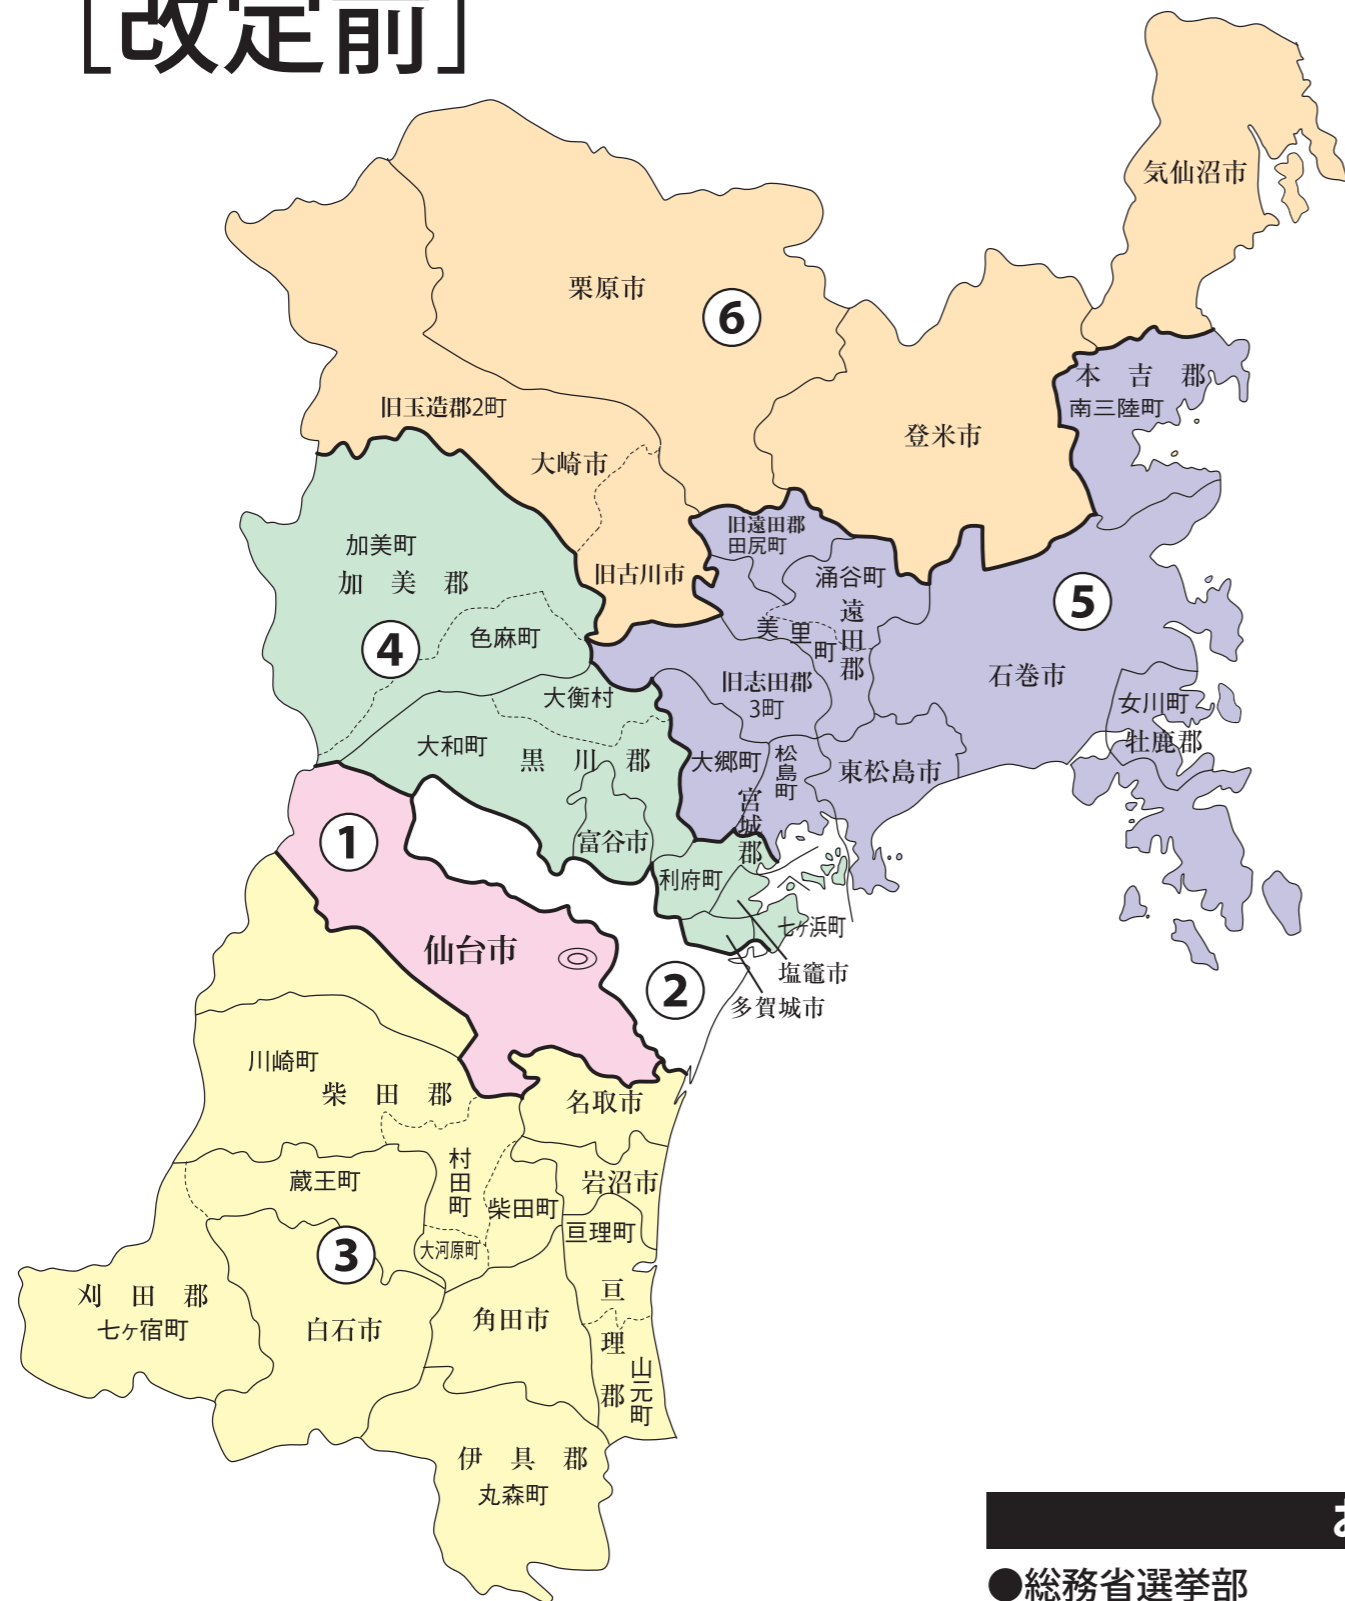 ［改定前］
気仙沼市
栗原市
⑥
本吉郡
南三陸町
旧玉造郡2町
登米市
大崎市
旧遠田郡
田尻町
加美町
加美郡
旧古川市
涌谷町
⑤
遠田郡
美里町
④
色麻町
石巻市
旧志田郡
3町
大衡村
女川町
牡鹿郡
大和町
黒川郡
大郷町
松島町
東松島市
宮城郡
①
富谷市
利府町
七ヶ浜町
仙台市
塩竈市
②
多賀城市
川崎町
柴田郡
名取市
村田町
蔵王町
岩沼市
柴田町
亘理町
大河原町
③
刈田郡
七ヶ宿町
白石市
角田市
亘理郡
山元町
伊具郡
丸森町
●総務省選挙部